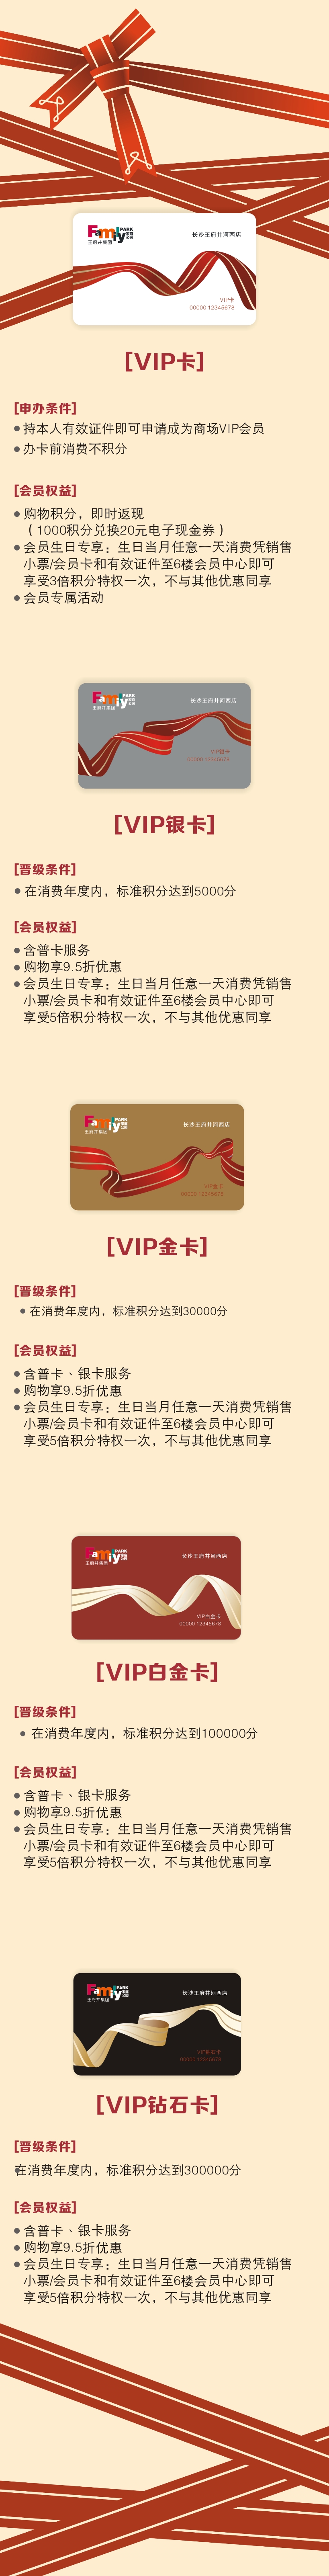 Family PARK
家庭公园
王府井集团
长沙王府井河西店
VIP卡
00000 12345678
[VIP卡]
[申办条件]
●持本人有效证件即可申请成为商场VIP会员
●办卡前消费不积分
[会员权益]
●购物积分，即时返现
（1000积分兑换20元电子现金券）
●会员生日专享：生日当月任意一天消费凭销售
小票/会员卡和有效证件至6楼会员中心即可
享受3倍积分特权一次，不与其他优惠同享
●会员专属活动
Family PARK
王府井集团
长沙王府井河西店
VIP银卡
00000 12345678
[VIP银卡]
[晋级条件]
●在消费年度内，标准积分达到5000分
[会员权益]
●含普卡服务
●购物享9.5折优惠
●会员生日专享：生日当月任意一天消费凭销售
小票/会员卡和有效证件至6楼会员中心即可
享受5倍积分特权一次，不与其他优惠同享
Family PARK
王府井集团
长沙王府井河西店
VIP金卡
00000 12345678
[VIP金卡]
[晋级条件]
●在消费年度内，标准积分达到30000分
[会员权益]
●含普卡、银卡服务
●购物享9.5折优惠
●会员生日专享：生日当月任意一天消费凭销售
小票/会员卡和有效证件至6楼会员中心即可
享受5倍积分特权一次，不与其他优惠同享
Family PARK
王府井集团
长沙王府井河西店
VIP白金卡
00000 12345678
[VIP白金卡]
[晋级条件]
●在消费年度内，标准积分达到100000分
[会员权益]
●含普卡、银卡服务
●购物享9.5折优惠
●会员生日专享：生日当月任意一天消费凭销售
小票/会员卡和有效证件至6楼会员中心即可
享受5倍积分特权一次，不与其他优惠同享
Family PARK
王府井集团
长沙王府井河西店
VIP钻石卡
00000 12345678
[VIP钻石卡]
[晋级条件]
在消费年度内，标准积分达到300000分
[会员权益]
●含普卡、银卡服务
●购物享9.5折优惠
●会员生日专享：生日当月任意一天消费凭销售
小票/会员卡和有效证件至6楼会员中心即可
享受5倍积分特权一次，不与其他优惠同享